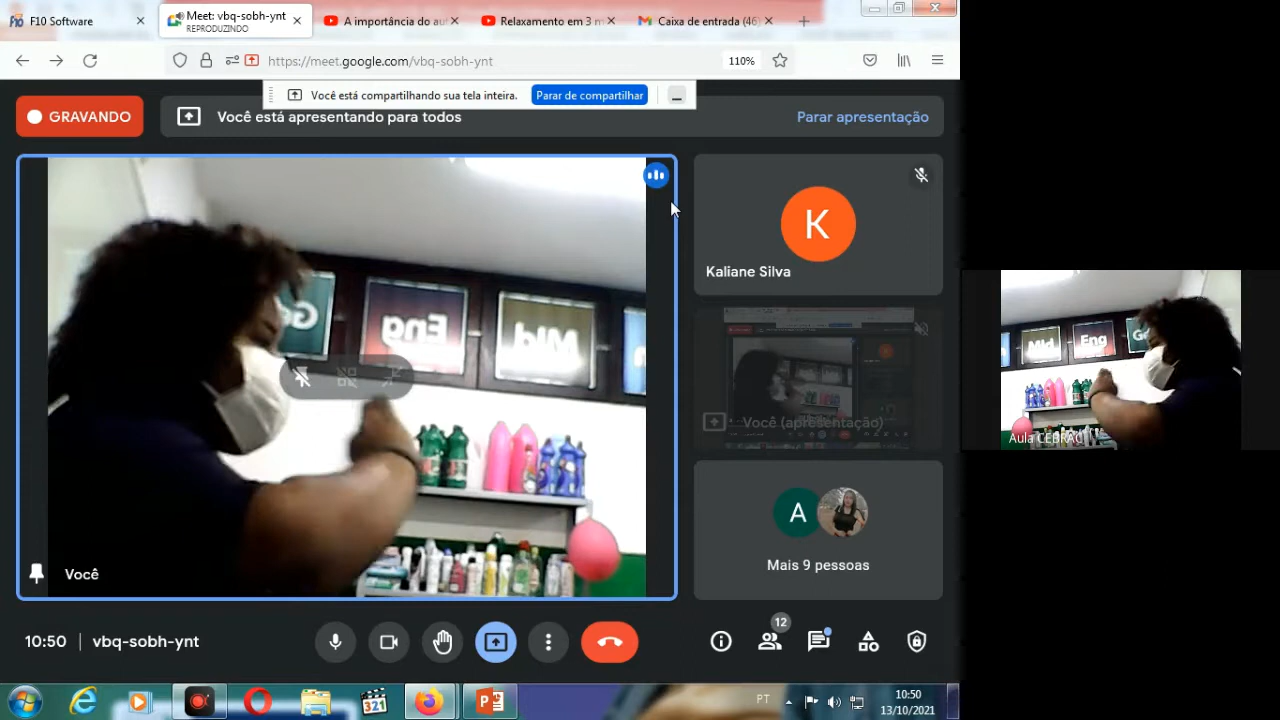 F10 Software
Meet: vbq-sobh-ynt
REPRODUZINDO
A importância do au
Relaxamento em 3 m
Caixa de entrada (46)
https://meet.google.com/vbq-sobh-ynt
110%
Você está compartilhando sua tela inteira.
Parar de compartilhar
GRAVANDO
Você está apresentando para todos
Parar apresentação
K
Kaliane Silva
Eng
Mld
Eng
Você (apresentação)
Aula CEBRAC
A
Mais 9 pessoas
Você
10:50
vbq-sobh-ynt
12
321
PT
10:50
13/10/2021